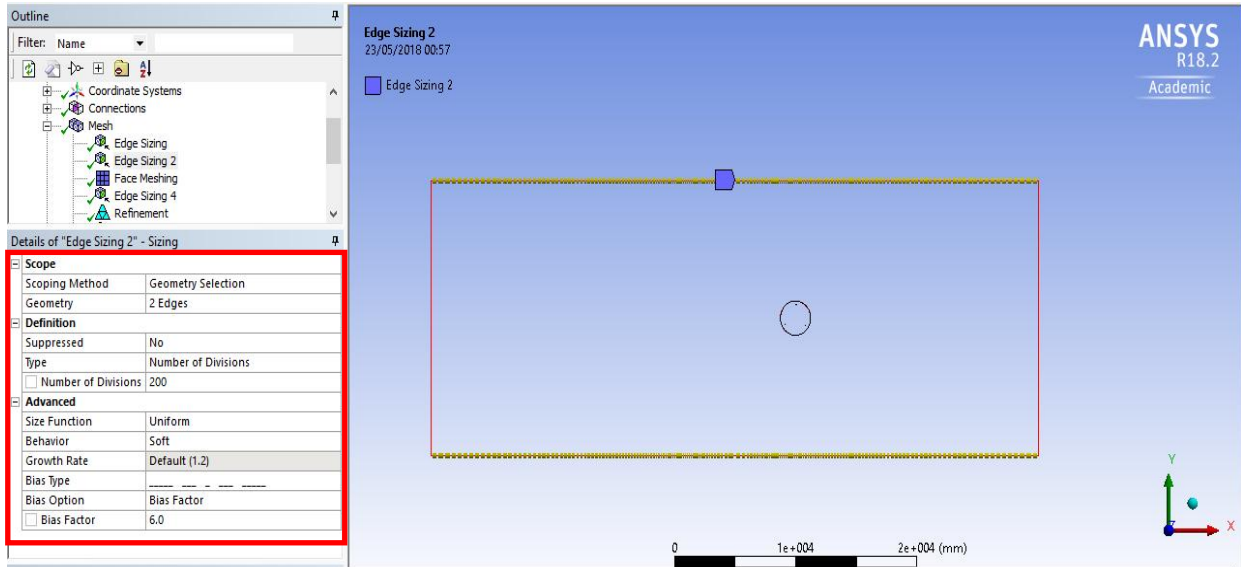 Outline
Filter: Name
Coordinate Systems
Connections
Mesh
Edge Sizing
Edge Sizing 2
Face Meshing
Edge Sizing 4
Refinement
Details of "Edge Sizing 2" - Sizing
Scope
Scoping Method Geometry Selection
Geometry 2 Edges
Definition
Suppressed No
Type Number of Divisions
Number of Divisions 200
Advanced
Size Function Uniform
Behavior Soft
Growth Rate Default (1.2)
Bias Type _____ ___ _ ___ _____
Bias Option Bias Factor
Bias Factor 6.0
Edge Sizing 2
23/05/2018 00:57
Edge Sizing 2
ANSYS
R18.2
Academic
Y
X
0 1e+004 2e+004 (mm)